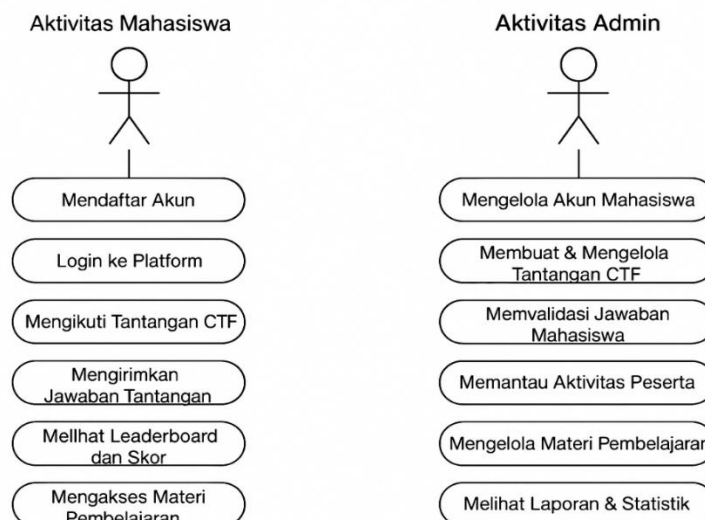 Aktivitas Mahasiswa
Mendaftar Akun
Login ke Platform
Mengikuti Tantangan CTF
Mengirimkan
Jawaban Tantangan
Mellhat Leaderboard
dan Skor
Mengakses Materi
Pembelajaran
Aktivitas Admin
Mengelola Akun Mahasiswa
Membuat & Mengelola
Tantangan CTF
Memvalidasi Jawaban
Mahasiswa
Memantau Aktivitas Peserta
Mengelola Materi Pembelajaran
Melihat Laporan & Statistik